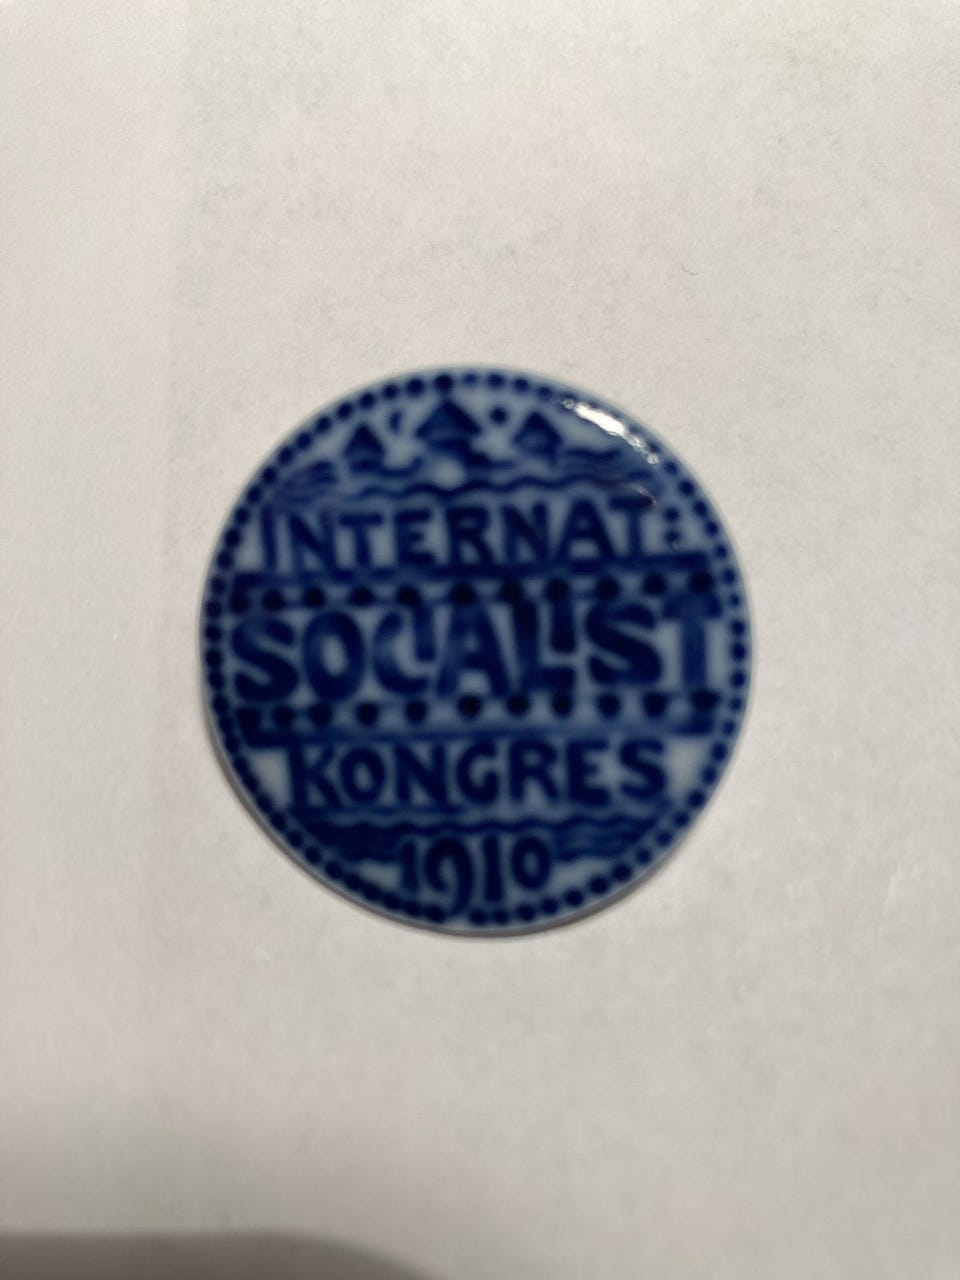 INTERNAT:
SOCIALIST
KONGRES
1910